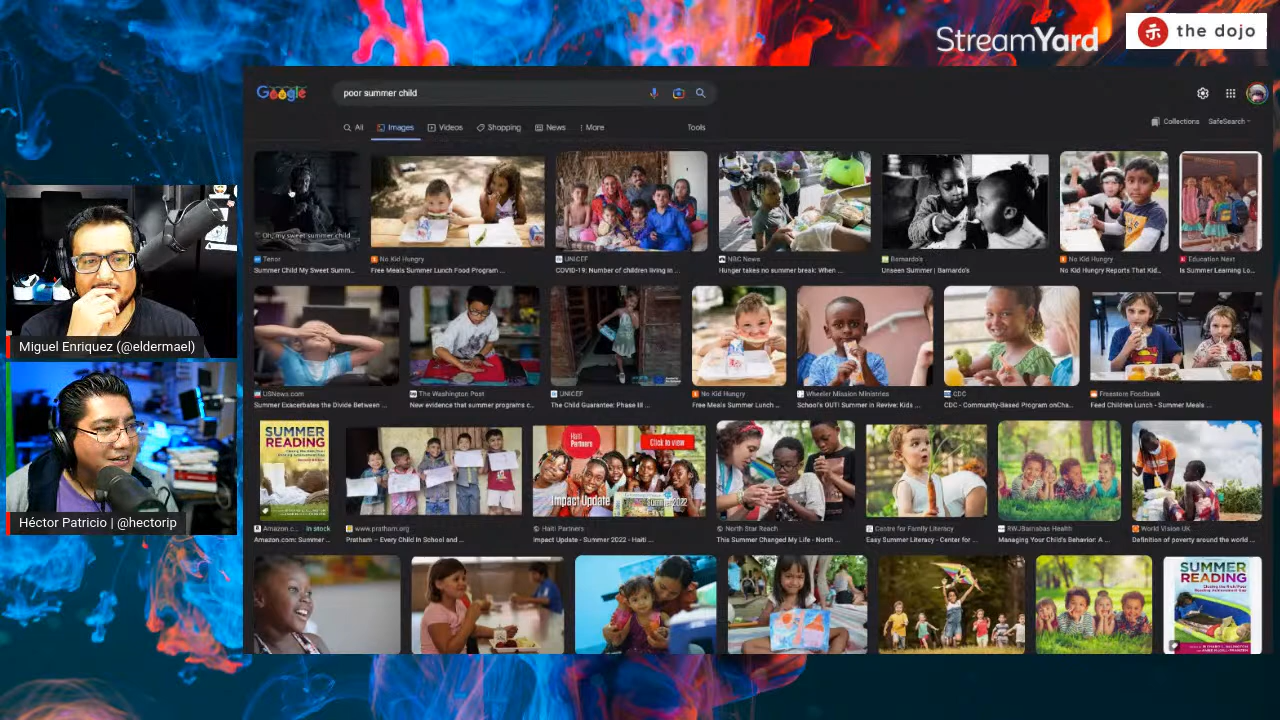 StreamYard
the dojo
Google
poor summer child
All
Images
Videos
Shopping
News
More
Tools
Collections
SafeSearch
Oh, my sweet summer child
Tenor
Summer Child My Sweet Summ...
No Kid Hungry
Free Meals Summer Lunch Food Program ...
UNICEF
COVID-19: Number of children living in ...
NBC News
Hunger takes no summer break: When ...
Barnardo's
Unseen Summer | Barnardo's
No Kid Hungry
No Kid Hungry Reports That Kid...
Education Next
Is Summer Learning Lo...
Miguel Enriquez (@eldermael)
USNews.com
Summer Exacerbates the Divide Between ...
The Washington Post
New evidence that summer programs c...
UNICEF
The Child Guarantee: Phase III ...
No Kid Hungry
Free Meals Summer Lunch ...
Wheeler Mission Ministries
School's OUT! Summer in Revive: Kids ...
CDC
CDC - Community-Based Program onCha...
Freestore Foodbank
Feed Children Lunch - Summer Meals ...
SUMMER
READING
Haiti
Partners
Click to view
Impact Update
Summer 2022
Héctor Patricio | @hectorip
Amazon.c...
In stock
Amazon.com: Summer ...
www.pratham.org
Pratham – Every Child In School and ...
Haiti Partners
Impact Update - Summer 2022 - Haiti ...
North Star Reach
This Summer Changed My Life - North ...
Centre for Family Literacy
Easy Summer Literacy - Center for ...
RWJBarnabas Health
Managing Your Child's Behavior: A ...
World Vision UK
Definition of poverty around the world ...
SUMMER
READING